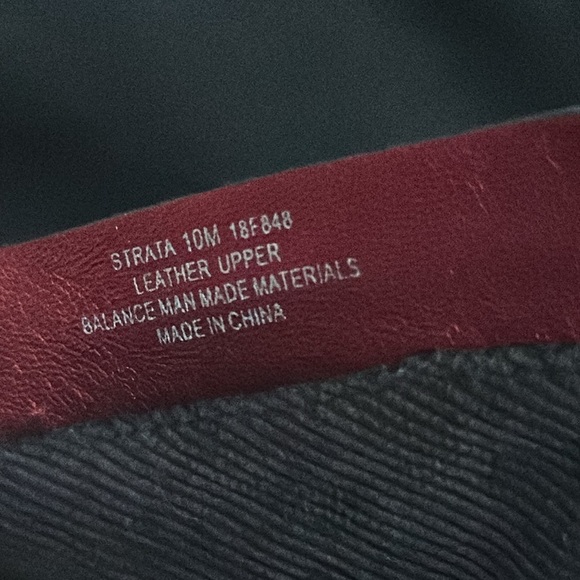 STRATA 10M 18F848
LEATHER UPPER
BALANCE MAN MADE MATERIALS
MADE IN CHINA